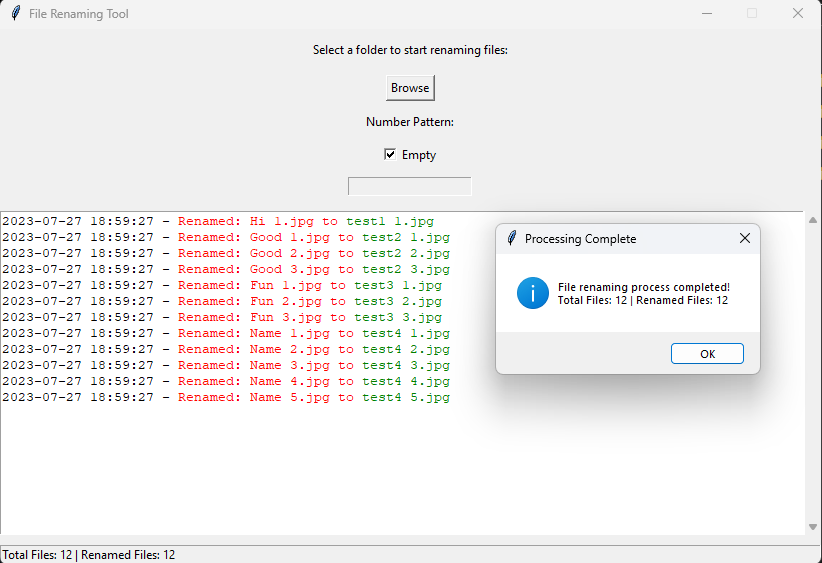 File Renaming Tool
Select a folder to start renaming files:
Browse
Number Pattern:
Empty
2023-07-27 18:59:27 - Renamed: Hi 1.jpg to test1 1.jpg
2023-07-27 18:59:27 - Renamed: Good 1.jpg to test2 1.jpg
2023-07-27 18:59:27 - Renamed: Good 2.jpg to test2 2.jpg
2023-07-27 18:59:27 - Renamed: Good 3.jpg to test2 3.jpg
2023-07-27 18:59:27 - Renamed: Fun 1.jpg to test3 1.jpg
2023-07-27 18:59:27 - Renamed: Fun 2.jpg to test3 2.jpg
2023-07-27 18:59:27 - Renamed: Fun 3.jpg to test3 3.jpg
2023-07-27 18:59:27 - Renamed: Name 1.jpg to test4 1.jpg
2023-07-27 18:59:27 - Renamed: Name 2.jpg to test4 2.jpg
2023-07-27 18:59:27 - Renamed: Name 3.jpg to test4 3.jpg
2023-07-27 18:59:27 - Renamed: Name 4.jpg to test4 4.jpg
2023-07-27 18:59:27 - Renamed: Name 5.jpg to test4 5.jpg
Processing Complete
File renaming process completed!
Total Files: 12 | Renamed Files: 12
OK
Total Files: 12 | Renamed Files: 12